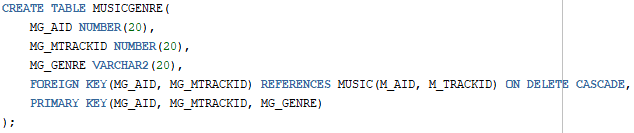 CREATE TABLE MUSICGENRE(
    MG_AID NUMBER(20),
    MG_MTRACKID NUMBER(20),
    MG_GENRE VARCHAR2(20),
    FOREIGN KEY(MG_AID, MG_MTRACKID) REFERENCES MUSIC(M_AID, M_TRACKID) ON DELETE CASCADE,
    PRIMARY KEY(MG_AID, MG_MTRACKID, MG_GENRE)
);